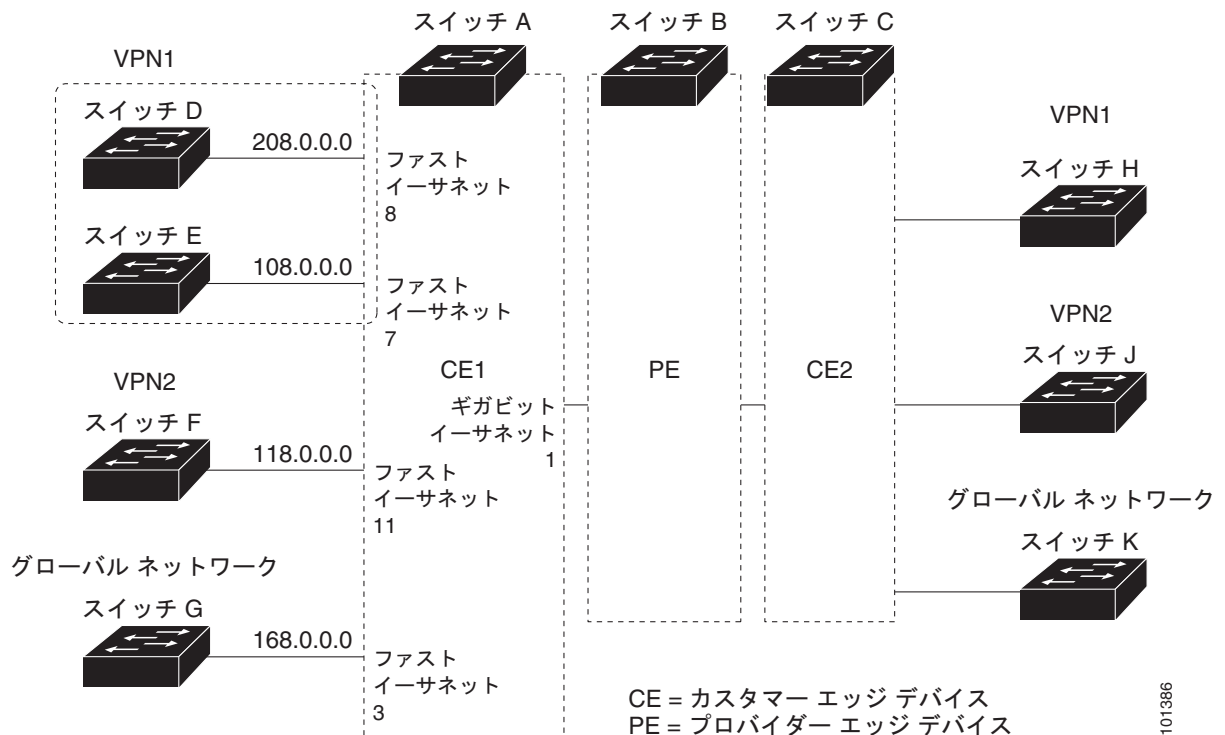 スイッチ A
スイッチ B
スイッチ C
VPN1
スイッチ D
208.0.0.0
ファスト
イーサネット
8
スイッチ E
108.0.0.0
ファスト
イーサネット
7
VPN2
スイッチ F
118.0.0.0
ファスト
イーサネット
11
グローバル ネットワーク
スイッチ G
168.0.0.0
ファスト
イーサネット
3
CE1
ギガビット
イーサネット
1
PE
CE2
VPN1
スイッチ H
VPN2
スイッチ J
グローバル ネットワーク
スイッチ K
CE = カスタマー エッジ デバイス
PE = プロバイダー エッジ デバイス
101386